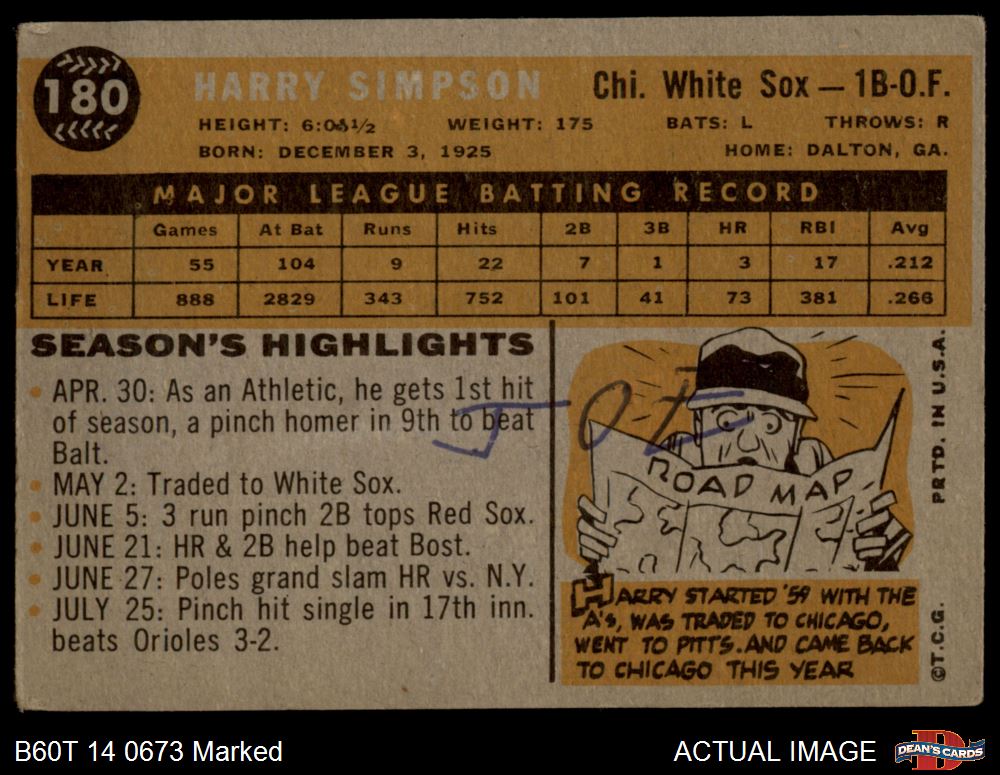 180
HARRY SIMPSON
Chi. White Sox — 1B-O.F.
HEIGHT: 6:0½ WEIGHT: 175 BATS: L THROWS: R
BORN: DECEMBER 3, 1925 HOME: DALTON, GA.
MAJOR LEAGUE BATTING RECORD
Games At Bat Runs Hits 2B 3B HR RBI Avg
YEAR 55 104 9 22 7 1 3 17 .212
LIFE 888 2829 343 752 101 41 73 381 .266
SEASON'S HIGHLIGHTS
• APR. 30: As an Athletic, he gets 1st hit
of season, a pinch homer in 9th to beat
Balt.
• MAY 2: Traded to White Sox.
• JUNE 5: 3 run pinch 2B tops Red Sox.
• JUNE 21: HR & 2B help beat Bost.
• JUNE 27: Poles grand slam HR vs. N.Y.
• JULY 25: Pinch hit single in 17th inn.
beats Orioles 3-2.
JOE
ROAD MAP
HARRY STARTED '59 WITH THE
A's, WAS TRADED TO CHICAGO,
WENT TO PITTS. AND CAME BACK
TO CHICAGO THIS YEAR
©T.C.G. PRTD. IN U.S.A.
B60T 14 0673 Marked
ACTUAL IMAGE
D
DEAN'S CARDS